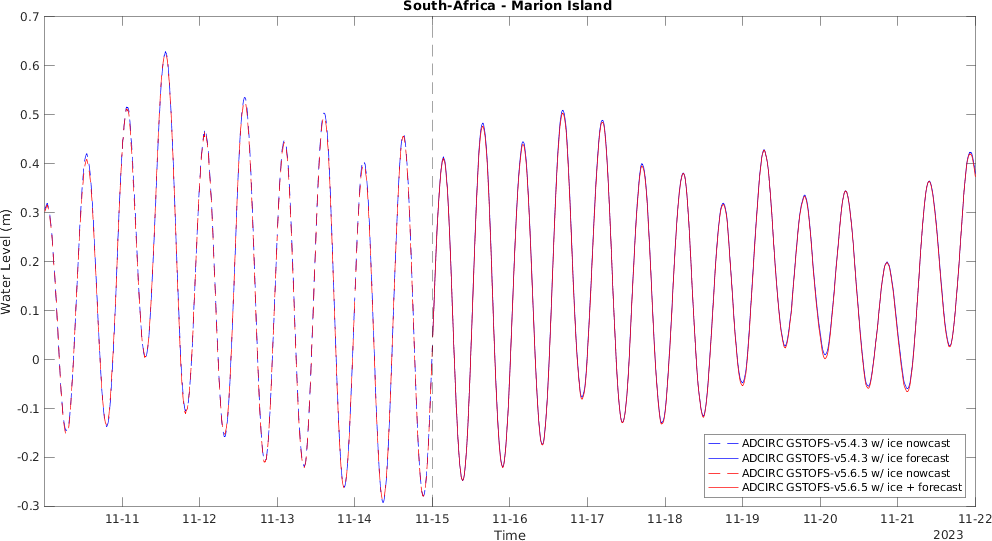 South-Africa - Marion Island
0.7
0.6
0.5
0.4
0.3
0.2
0.1
0
-0.1
-0.2
-0.3
Water Level (m)
ADCIRC GSTOFS-v5.4.3 w/ ice nowcast
ADCIRC GSTOFS-v5.4.3 w/ ice forecast
ADCIRC GSTOFS-v5.6.5 w/ ice nowcast
ADCIRC GSTOFS-v5.6.5 w/ ice + forecast
11-11 11-12 11-13 11-14 11-15 11-16 11-17 11-18 11-19 11-20 11-21 11-22
Time
2023